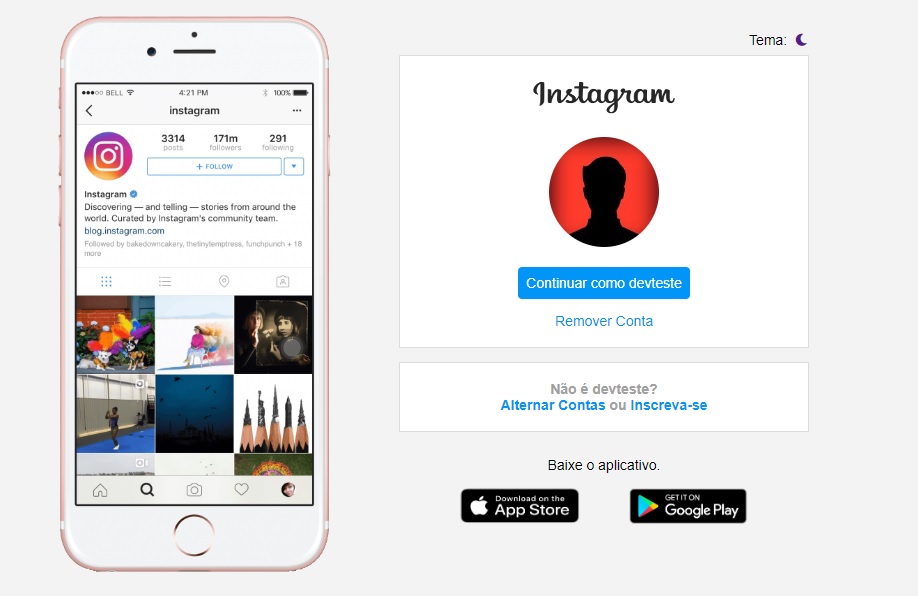 ●●●○○ BELL 4:21 PM 100%
instagram
3314 171m 291
posts followers following
+ FOLLOW
Instagram
Discovering — and telling — stories from around the
world. Curated by Instagram's community team.
blog.instagram.com
Followed by bakedowncakery, thetinylemptress, funchpunch + 18
more
Tema:
Instagram
Continuar como devteste
Remover Conta
Não é devteste?
Alternar Contas ou Inscreva-se
Baixe o aplicativo.
Download on the
App Store
GET IT ON
Google Play